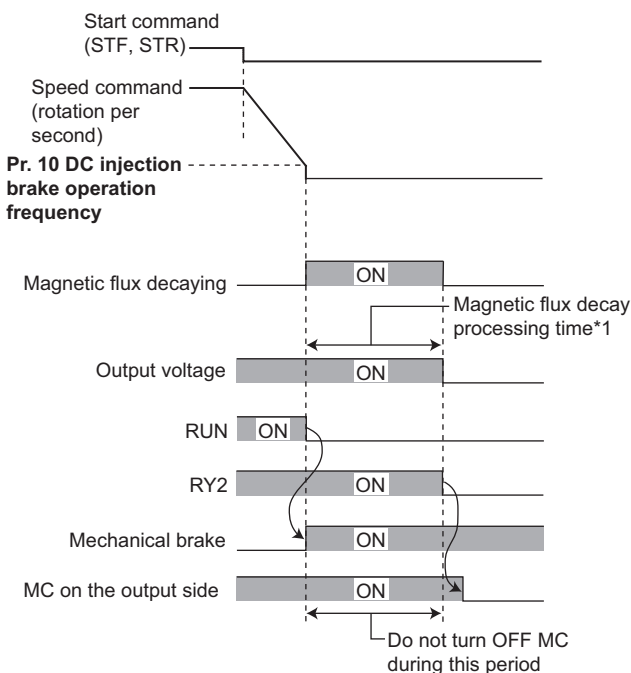 Start command
(STF, STR)
Speed command
(rotation per
second)
Pr. 10 DC injection
brake operation
frequency
Magnetic flux decaying
ON
Magnetic flux decay
processing time*1
Output voltage
ON
RUN
ON
RY2
ON
Mechanical brake
ON
MC on the output side
ON
Do not turn OFF MC
during this period